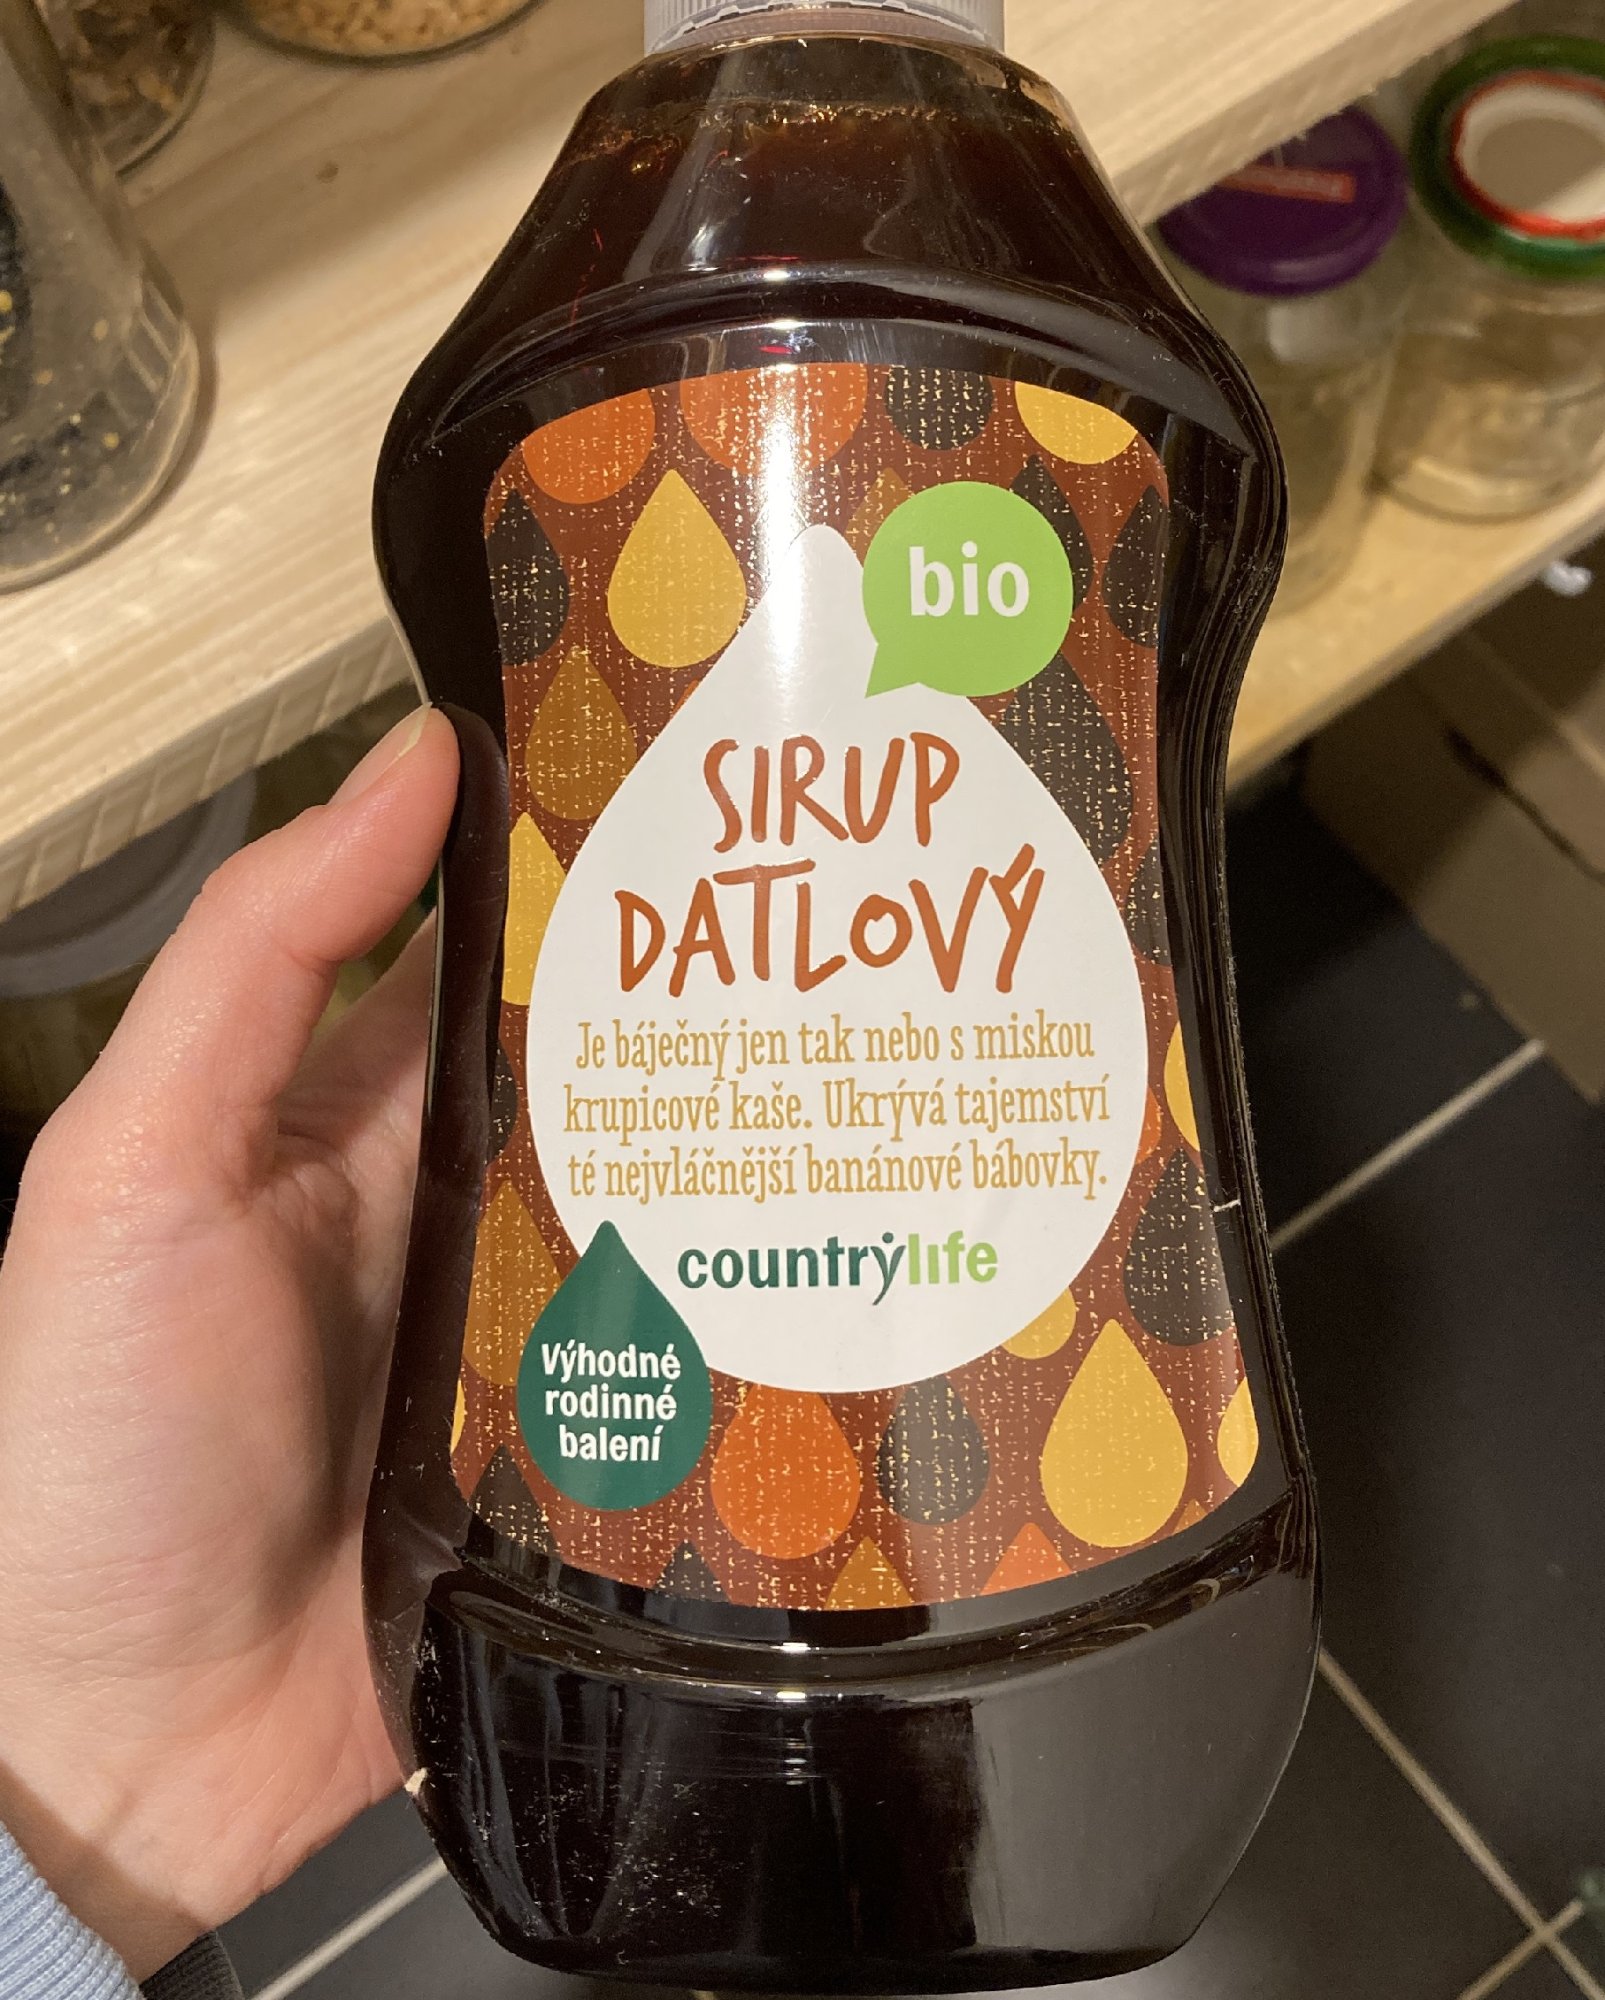 bio
SIRUP
DATLOVÝ
Je báječný jen tak nebo s miskou
krupicové kaše. Ukrývá tajemství
té nejvláčnější banánové bábovky.
countrylife
Výhodné
rodinné
balení